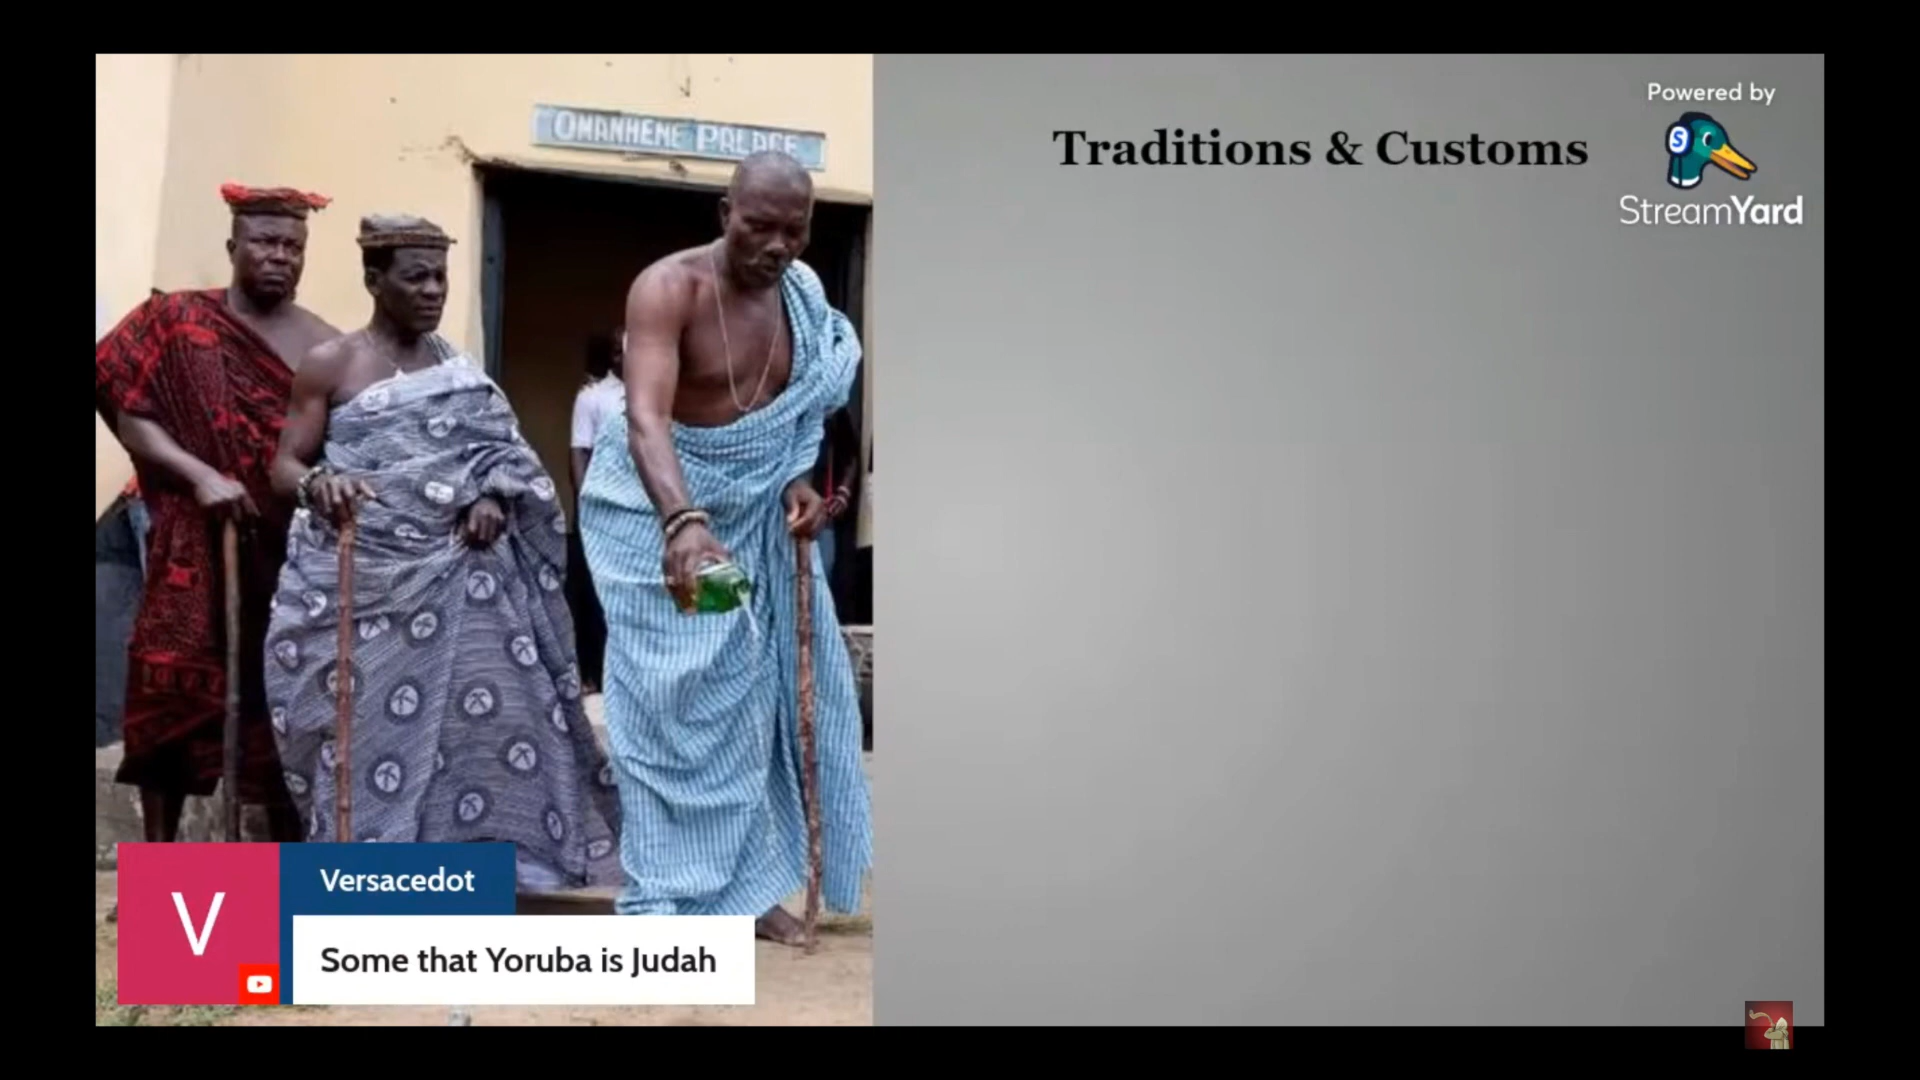 OMANHENE PALACE
Traditions & Customs
Powered by
S
StreamYard
V
Versacedot
Some that Yoruba is Judah